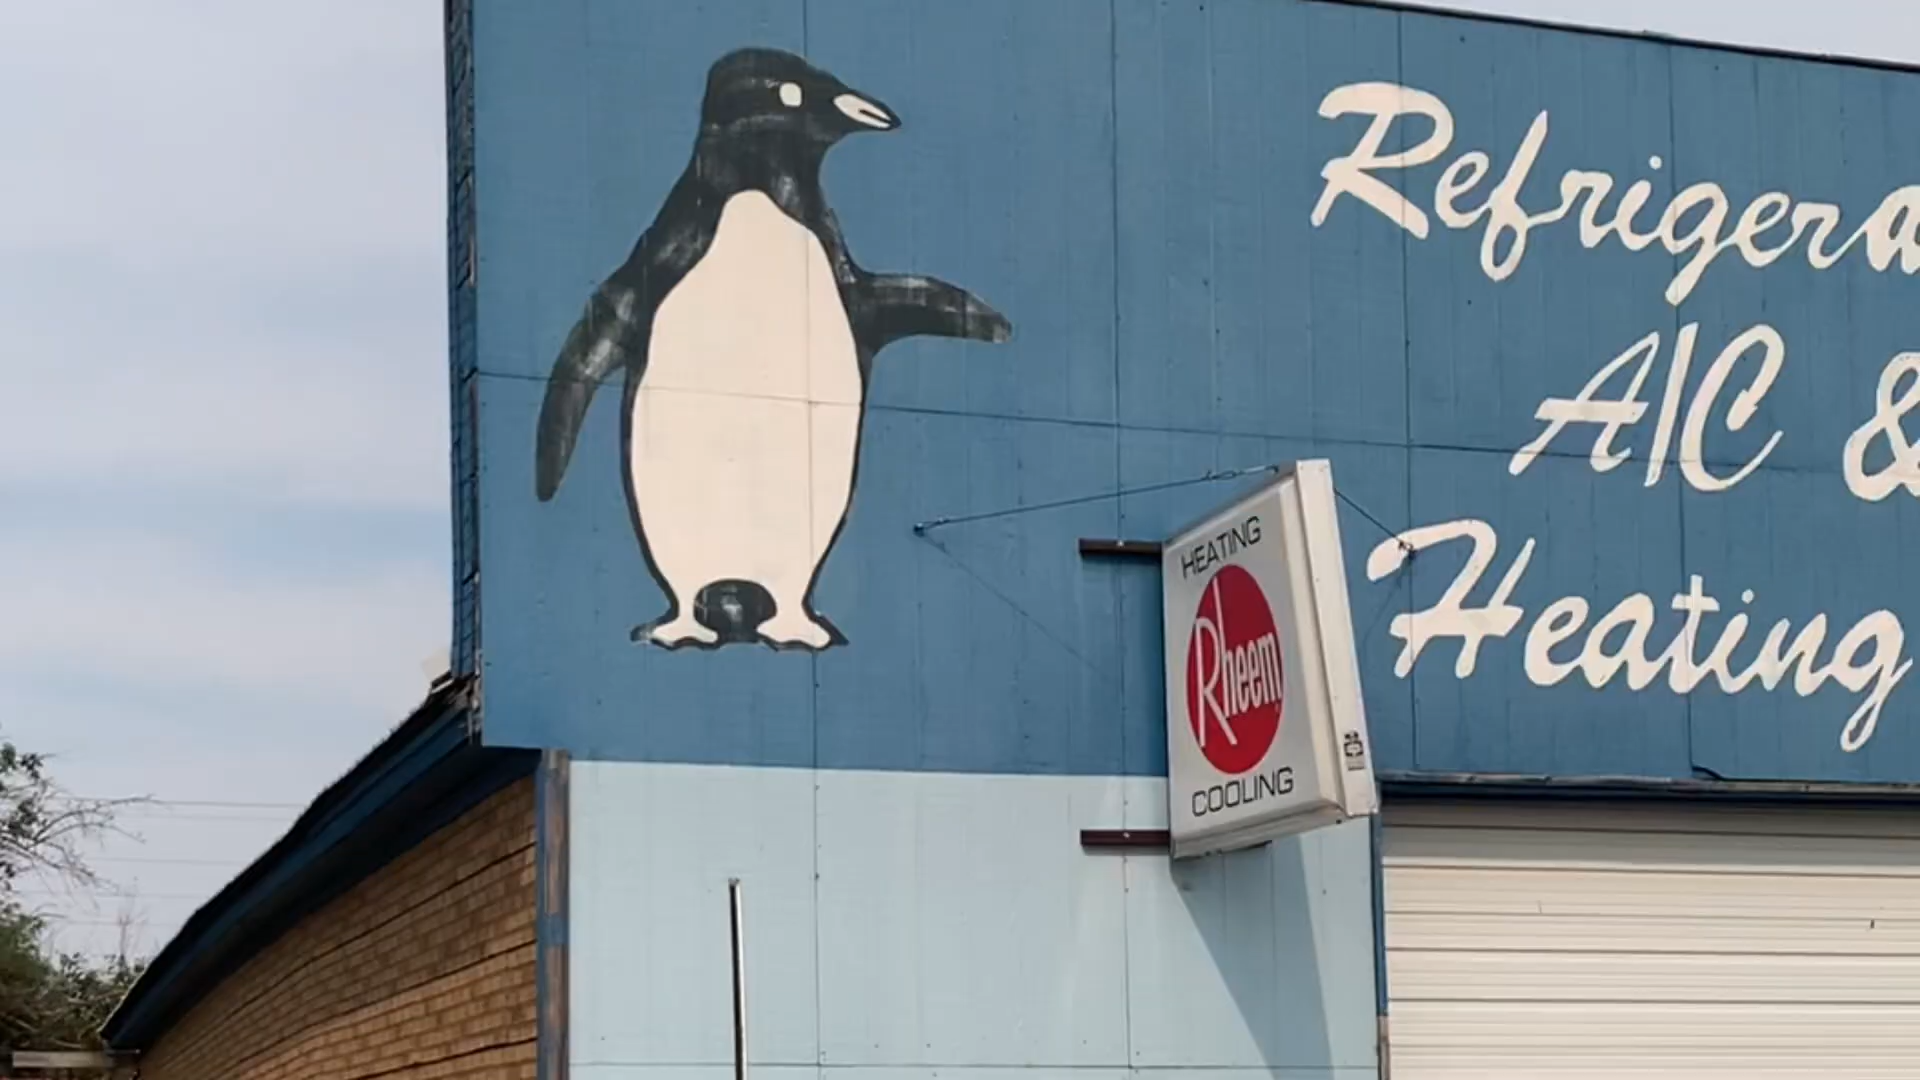 Refrigera
A/C &
Heating
HEATING
Rheem
COOLING